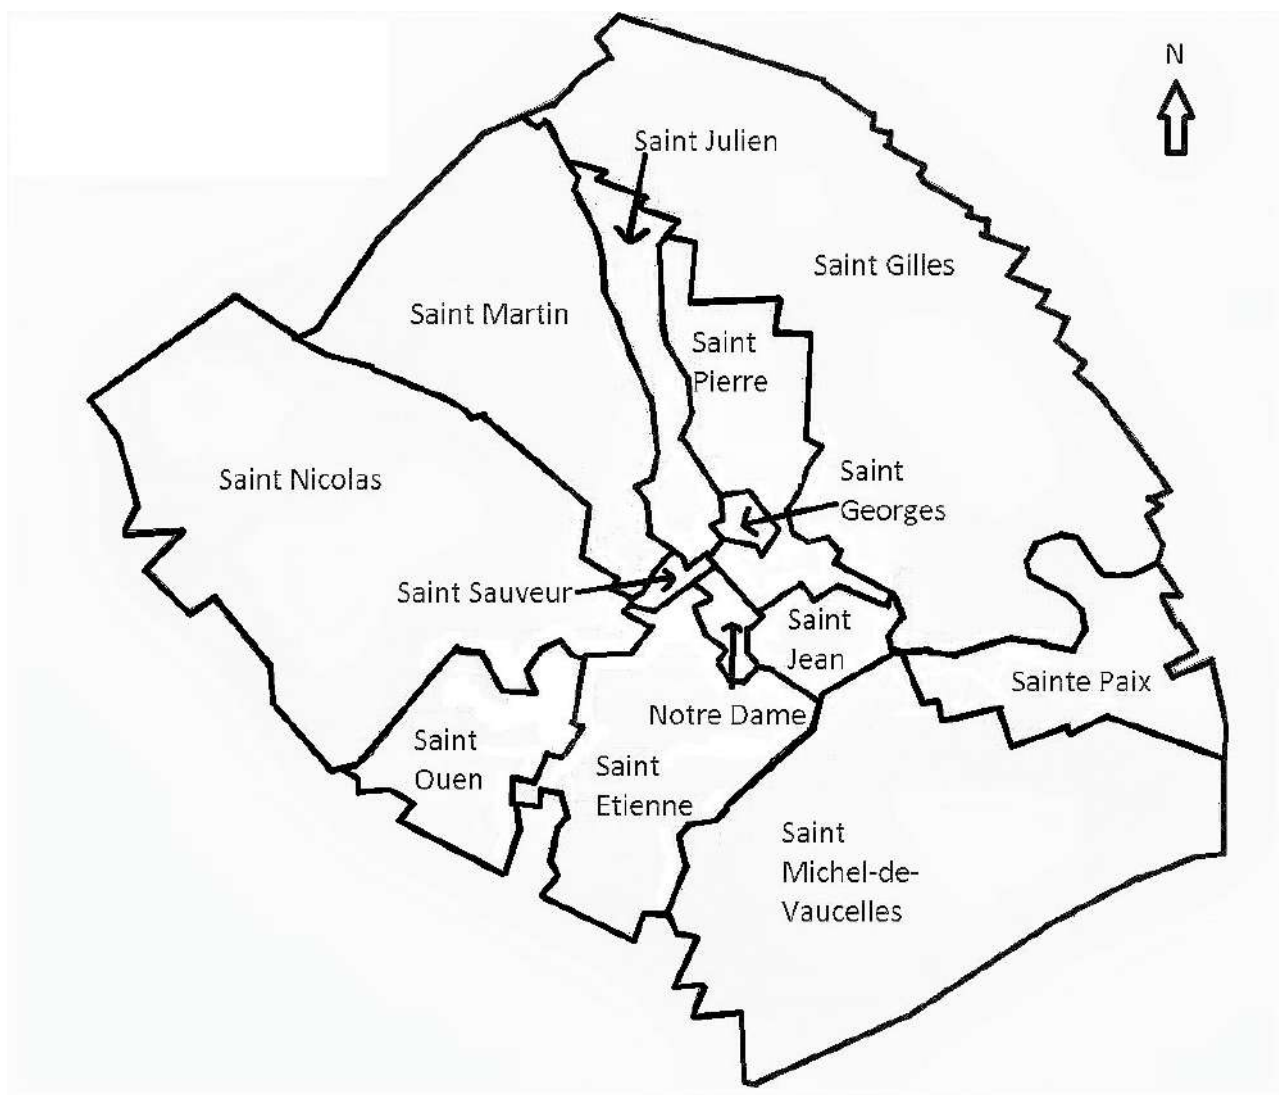 N
Saint Julien
Saint Gilles
Saint Martin
Saint
Pierre
Saint Nicolas
Saint
Georges
Saint Sauveur
Saint
Jean
Sainte Paix
Notre Dame
Saint
Ouen
Saint
Etienne
Saint
Michel-de-
Vaucelles